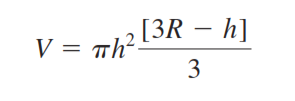 V = πh² [3R − h] / 3